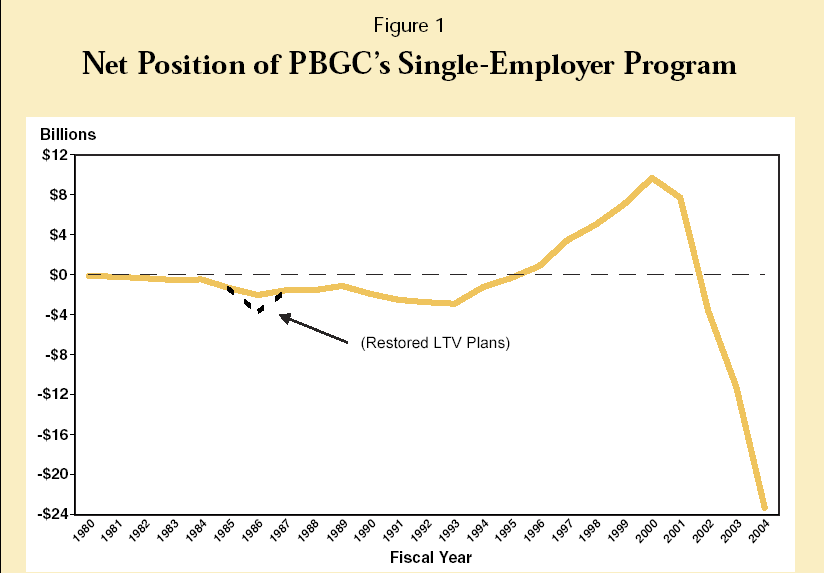 Figure 1
Net Position of PBGC's Single-Employer Program
Billions
$12
$8
$4
$0
-$4
-$8
-$12
-$16
-$20
-$24
(Restored LTV Plans)
1980 1981 1982 1983 1984 1985 1986 1987 1988 1989 1990 1991 1992 1993 1994 1995 1996 1997 1998 1999 2000 2001 2002 2003 2004
Fiscal Year